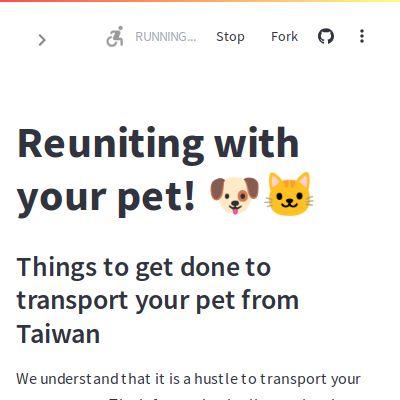 RUNNING... Stop Fork
Reuniting with
your pet!
Things to get done to
transport your pet from
Taiwan
We understand that it is a hustle to transport your